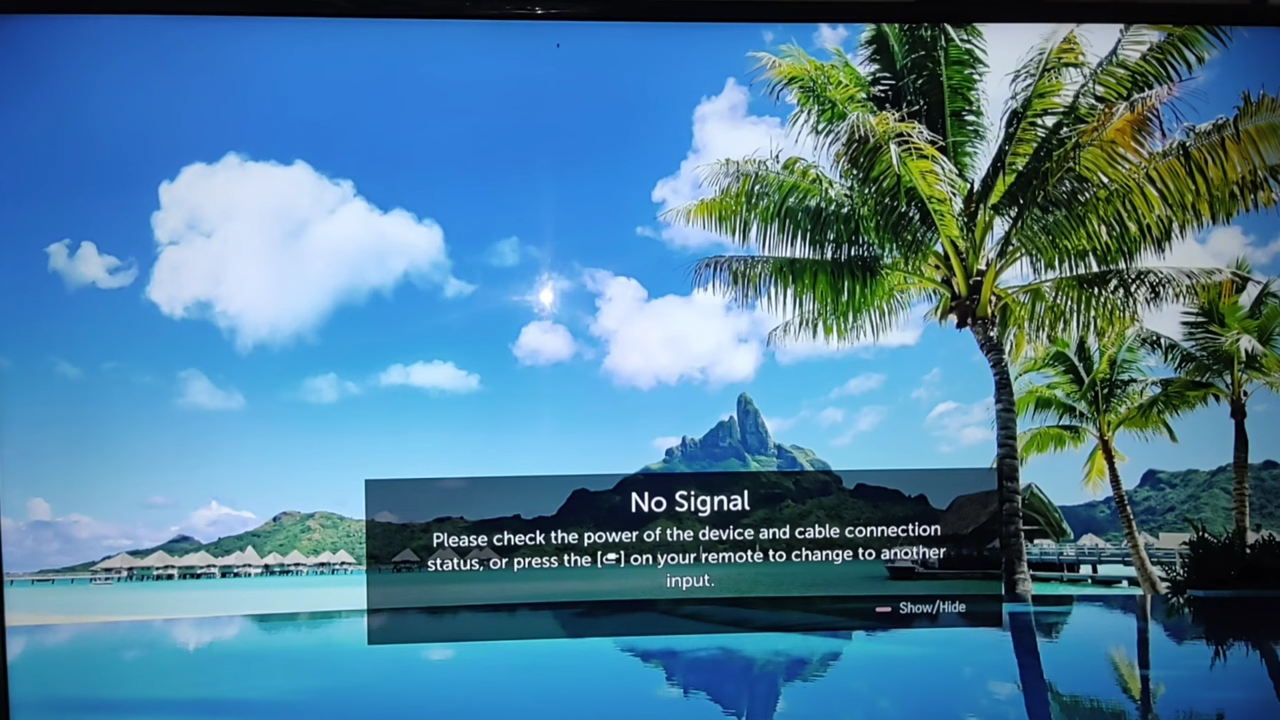 No Signal
Please check the power of the device and cable connection
status, or press the [⮐] on your remote to change to another
input.
Show/Hide